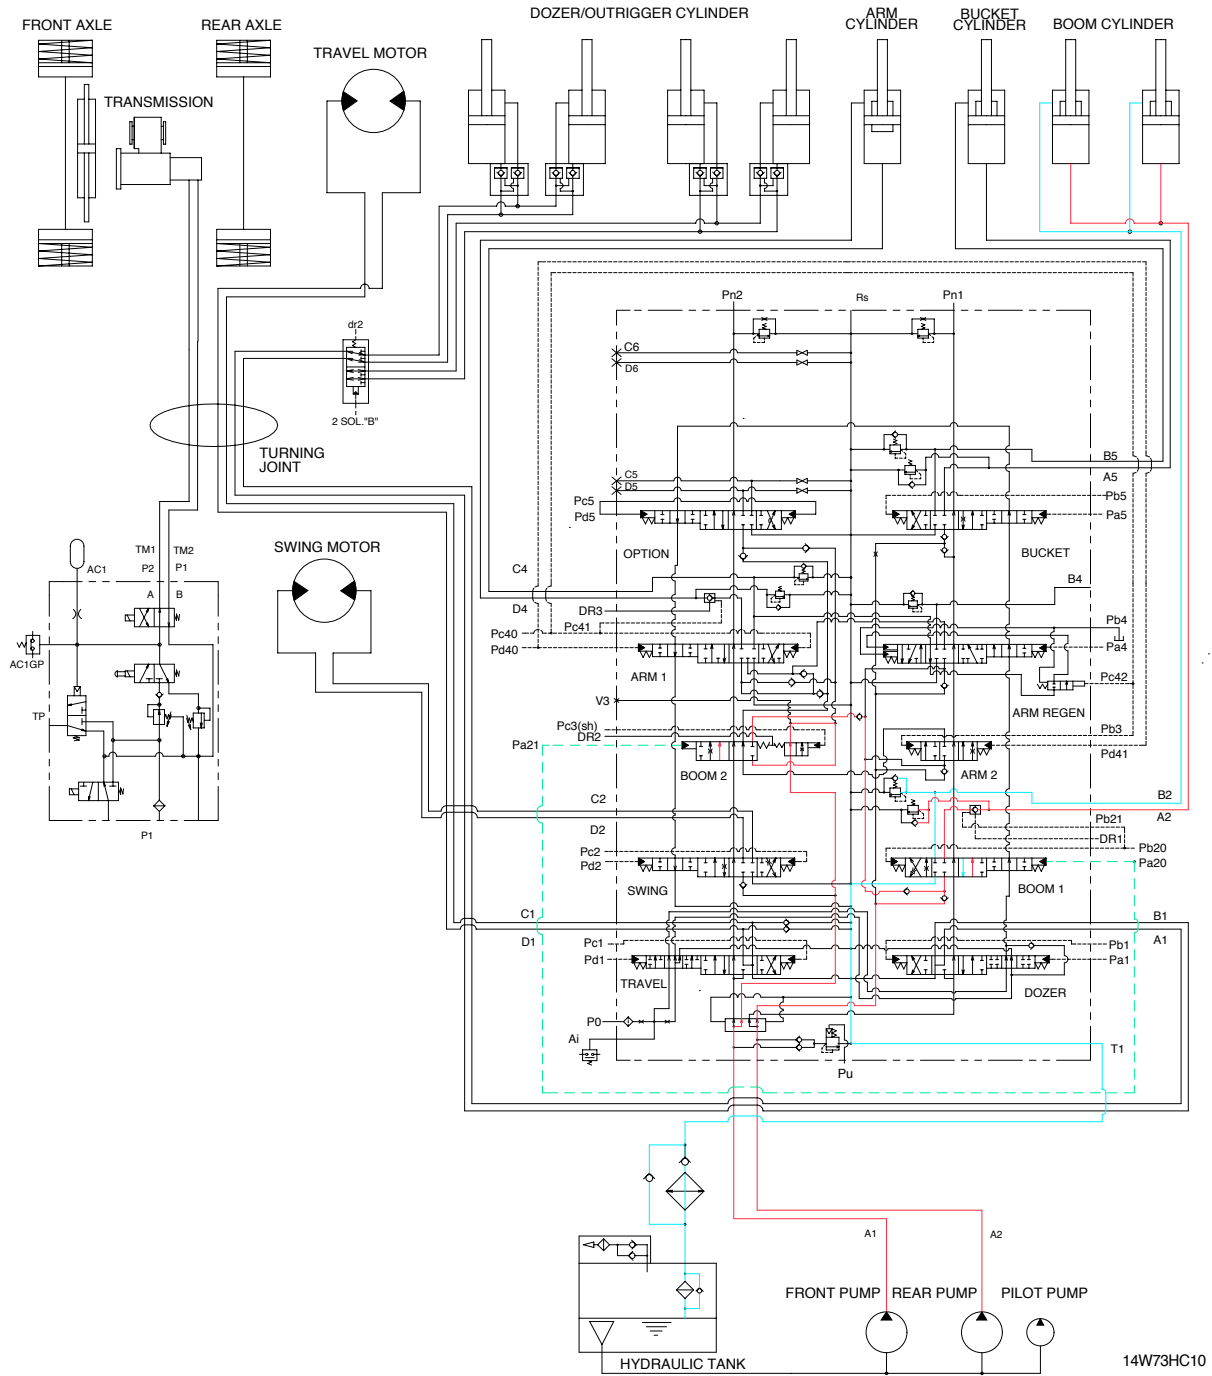 FRONT AXLE
REAR AXLE
TRANSMISSION
TRAVEL MOTOR
DOZER/OUTRIGGER CYLINDER
ARM
CYLINDER
BUCKET
CYLINDER
BOOM CYLINDER
Pn2
Rs
Pn1
dr2
2 SOL."B"
C6
D6
TURNING
JOINT
B5
A5
C5
D5
Pc5
Pd5
Pb5
Pa5
OPTION
BUCKET
SWING MOTOR
TM1
TM2
P2
P1
A
B
AC1
AC1GP
TP
P1
C4
D4
B4
DR3
Pc41
Pc40
Pd40
Pb4
Pa4
ARM 1
Pc42
V3
ARM REGEN
Pc3(sh)
DR2
Pb3
Pa21
Pd41
BOOM 2
ARM 2
C2
B2
A2
D2
Pb21
DR1
Pc2
Pd2
Pb20
Pa20
SWING
BOOM 1
C1
B1
D1
A1
Pc1
Pd1
Pb1
Pa1
TRAVEL
DOZER
P0
Ai
T1
Pu
A1
A2
FRONT PUMP
REAR PUMP
PILOT PUMP
HYDRAULIC TANK
14W73HC10